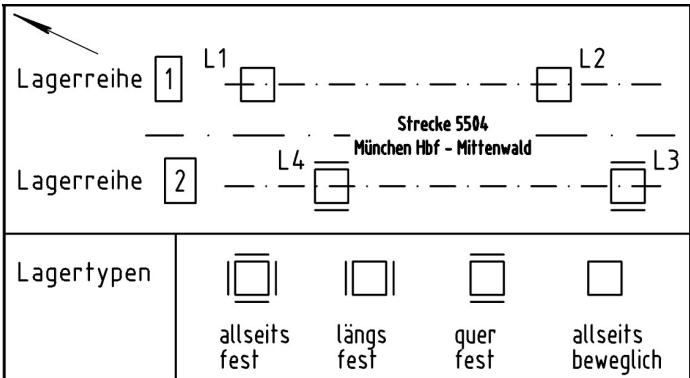 Lagerreihe 1 L1 L2
Strecke 5504
München Hbf - Mittenwald
Lagerreihe 2 L4 L3
Lagertypen
allseits längs quer allseits
fest fest fest beweglich